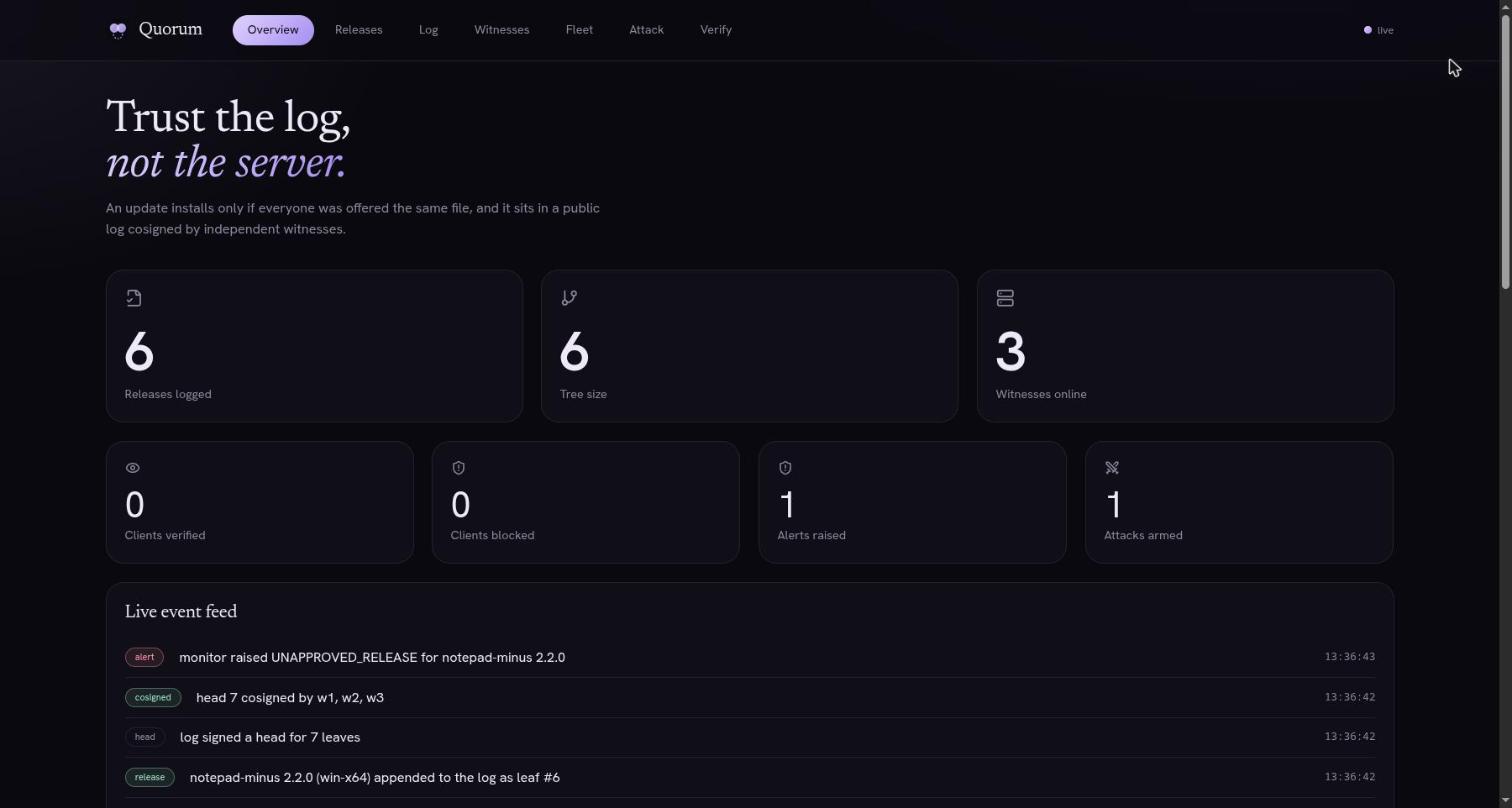 Quorum Overview Releases Log Witnesses Fleet Attack Verify live
Trust the log,
not the server.
An update installs only if everyone was offered the same file, and it sits in a public
log cosigned by independent witnesses.
6 6 3
Releases logged Tree size Witnesses online
0 0 1 1
Clients verified Clients blocked Alerts raised Attacks armed
Live event feed
alert monitor raised UNAPPROVED_RELEASE for notepad-minus 2.2.0 13:36:43
cosigned head 7 cosigned by w1, w2, w3 13:36:42
head log signed a head for 7 leaves 13:36:42
release notepad-minus 2.2.0 (win-x64) appended to the log as leaf #6 13:36:42